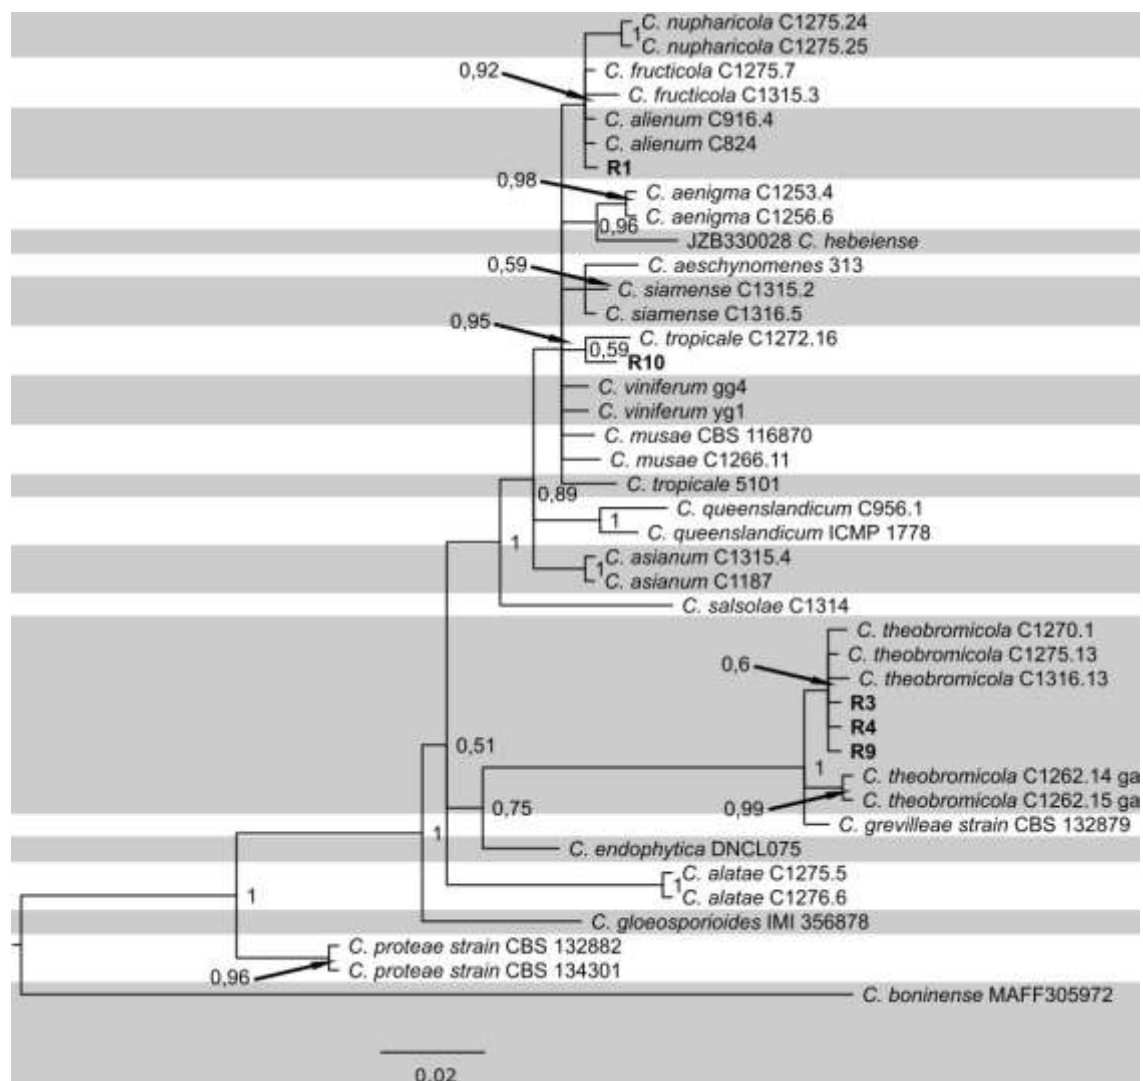 C. nupharicola C1275.24
1
C. nupharicola C1275.25
0,92
C. fructicola C1275.7
C. fructicola C1315.3
C. alienum C916.4
C. alienum C824
R1
0,98
C. aenigma C1253.4
C. aenigma C1256.6
0,96
JZB330028 C. hebeiense
0,59
C. aeschynomenes 313
C. siamense C1315.2
C. siamense C1316.5
0,95
C. tropicale C1272.16
0,59
R10
C. viniferum gg4
C. viniferum yg1
C. musae CBS 116870
C. musae C1266.11
C. tropicale 5101
0,89
C. queenslandicum C956.1
1
C. queenslandicum ICMP 1778
1
C. asianum C1315.4
1
C. asianum C1187
C. salsolae C1314
C. theobromicola C1270.1
C. theobromicola C1275.13
0,6
C. theobromicola C1316.13
R3
R4
0,51
R9
1
C. theobromicola C1262.14 ga
C. theobromicola C1262.15 ga
0,75
0,99
C. grevilleae strain CBS 132879
1
C. endophytica DNCL075
C. alatae C1275.5
1
C. alatae C1276.6
1
C. gloeosporioides IMI 356878
C. proteae strain CBS 132882
C. proteae strain CBS 134301
0,96
C. boninense MAFF305972
0,02